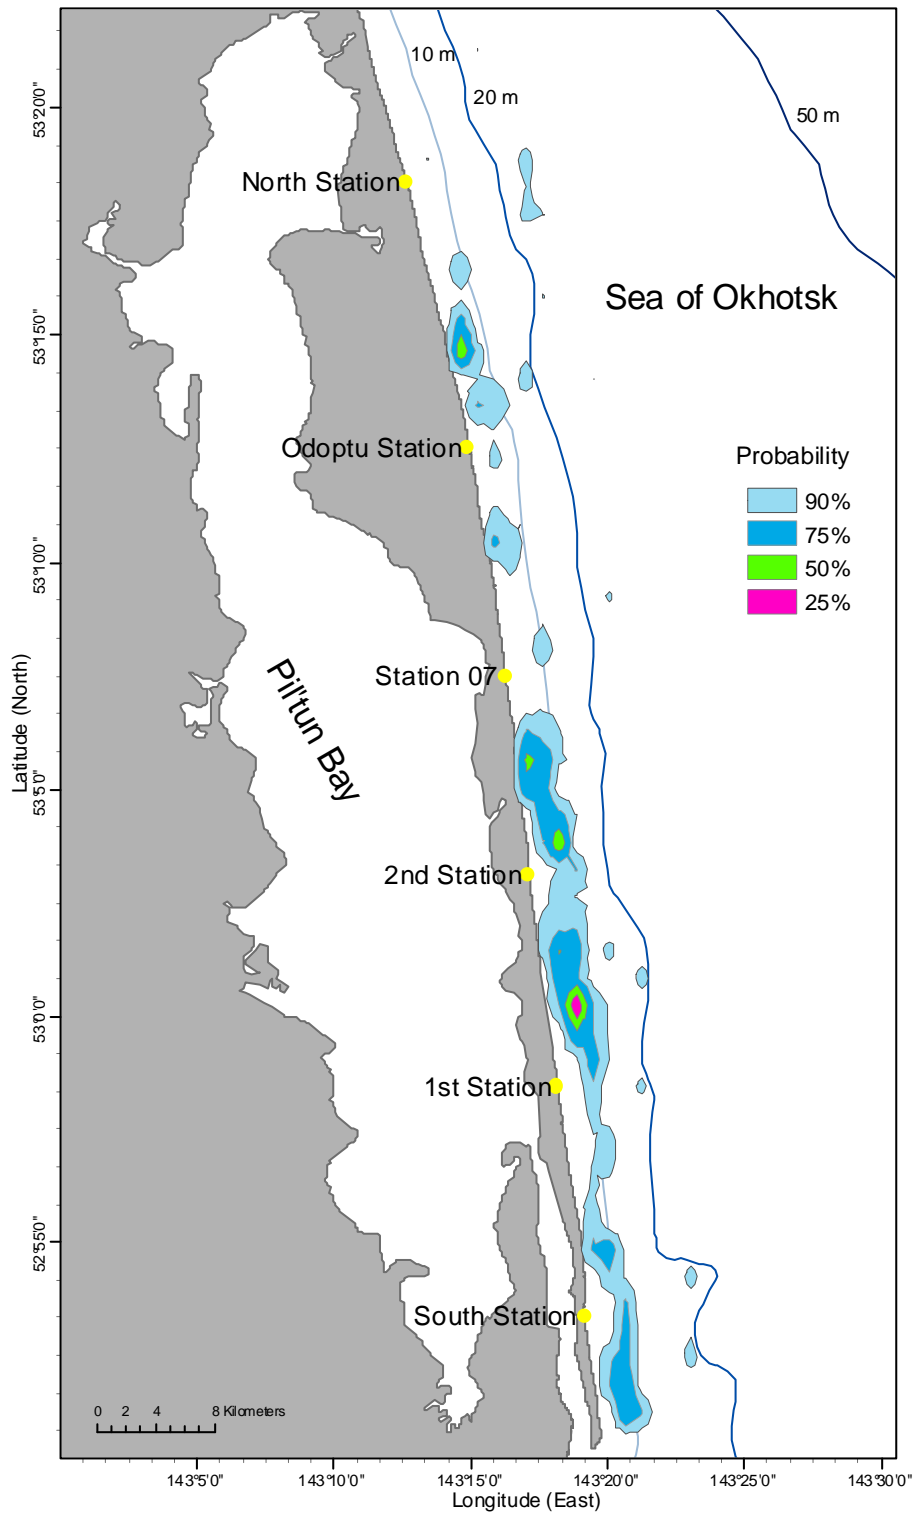 10 m
20 m
50 m
North Station
Sea of Okhotsk
Odoptu Station
Probability
90%
75%
50%
25%
Station 07
Pil'tun Bay
2nd Station
1st Station
South Station
0 2 4 8 Kilometers
53°20'0"
53°15'0"
53°10'0"
53°5'0"
53°0'0"
52°55'0"
Latitude (North)
143°5'0" 143°10'0" 143°15'0" 143°20'0" 143°25'0" 143°30'0"
Longitude (East)